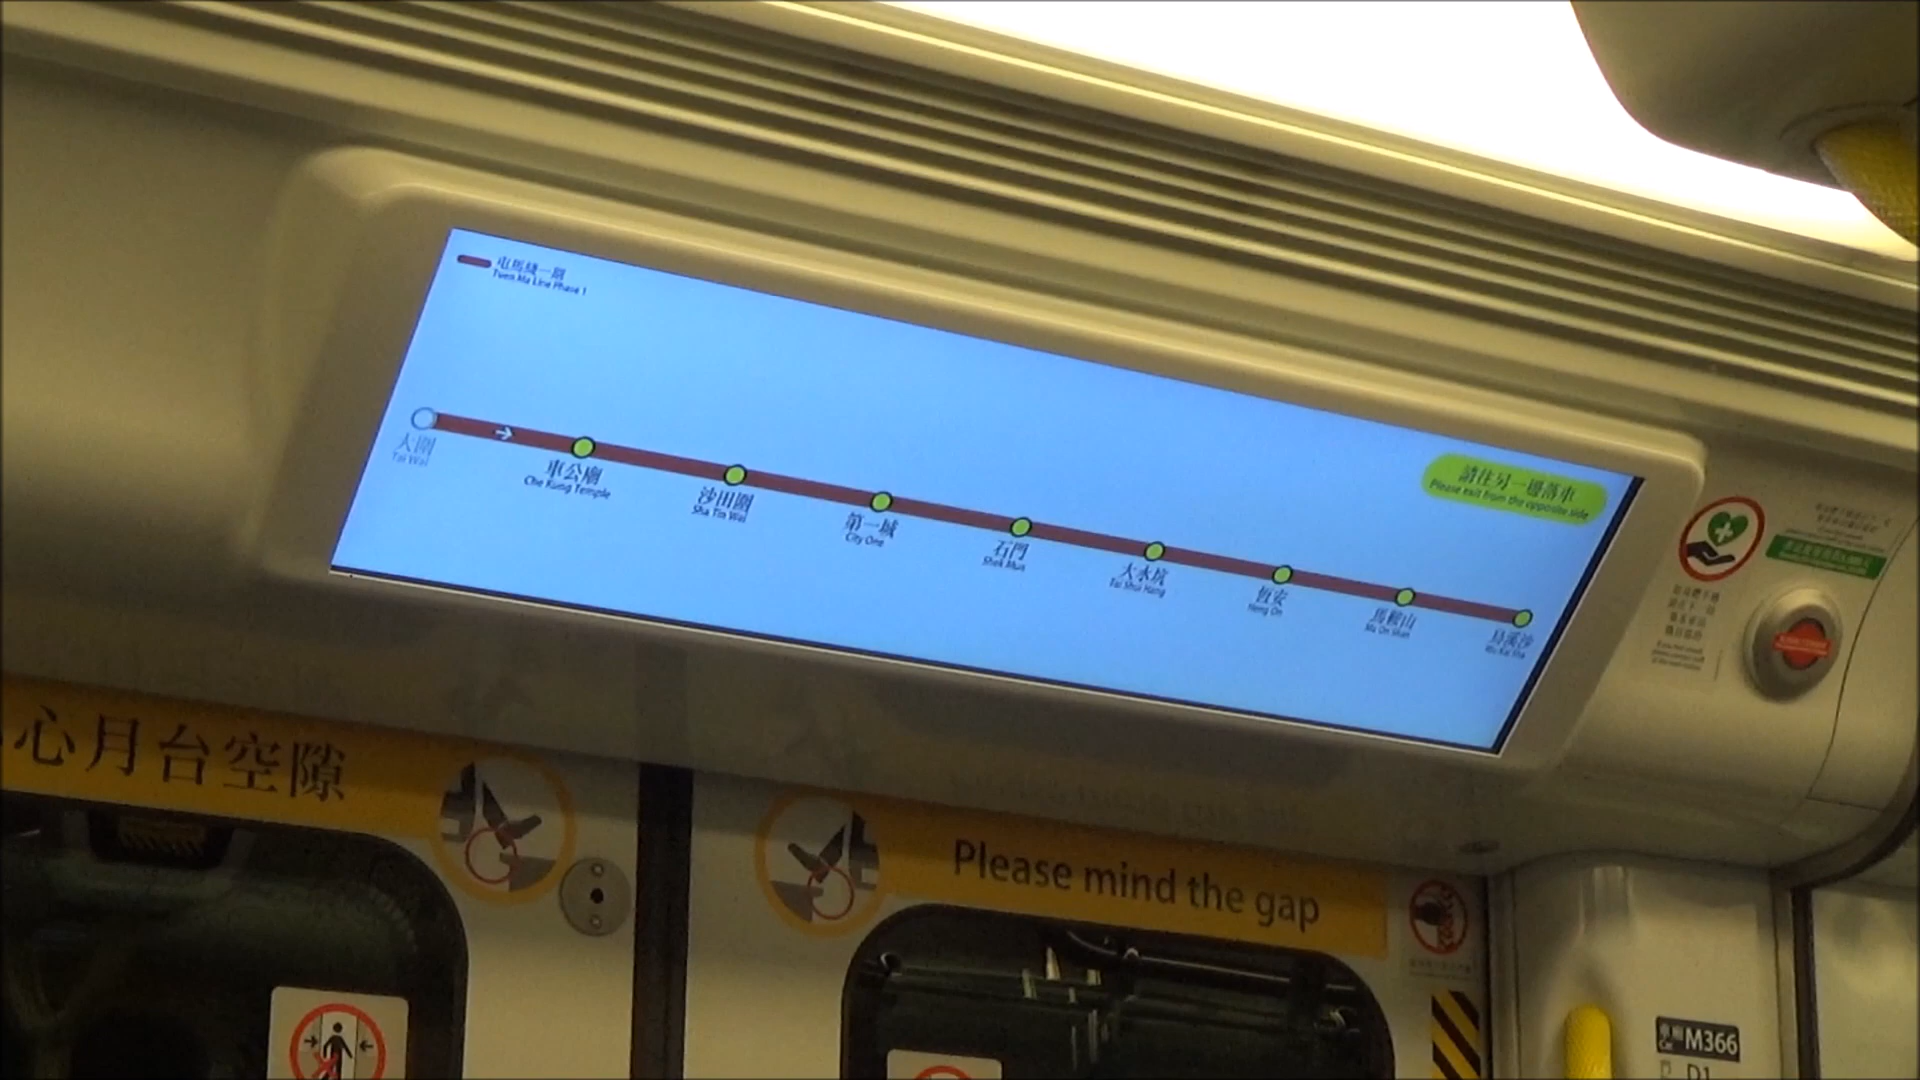 屯馬綫一期
Tuen Ma Line Phase 1
大圍
Tai Wai
車公廟
Che Kung Temple
沙田圍
Sha Tin Wai
第一城
City One
石門
Shek Mun
大水坑
Tai Shui Hang
恆安
Heng On
馬鞍山
Ma On Shan
烏溪沙
Wu Kai Sha
請往另一邊落車
Please exit from the opposite side
心月台空隙
Please mind the gap
M366
D1